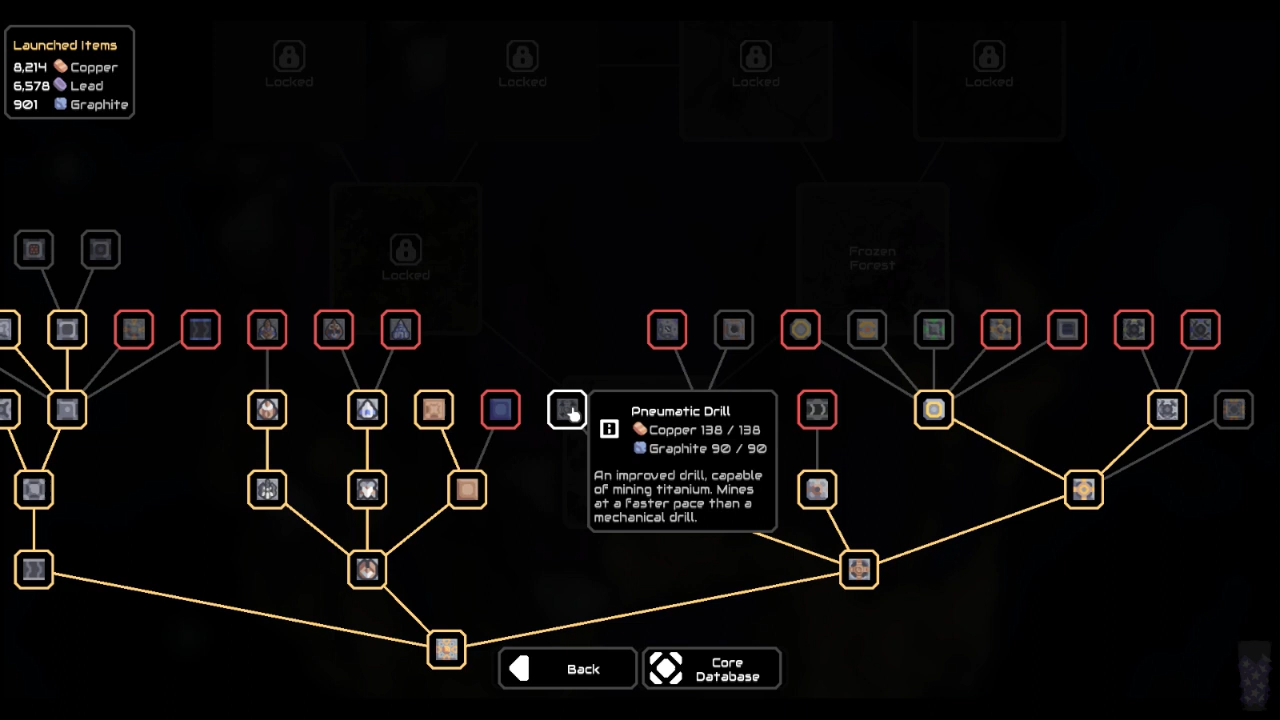 Launched Items
8,214 Copper
6,578 Lead
901 Graphite
Locked
Locked
Locked
Locked
Locked
Frozen
Forest
Pneumatic Drill
Copper 138 / 138
Graphite 90 / 90
An improved drill, capable
of mining titanium. Mines
at a faster pace than a
mechanical drill.
Back
Core
Database